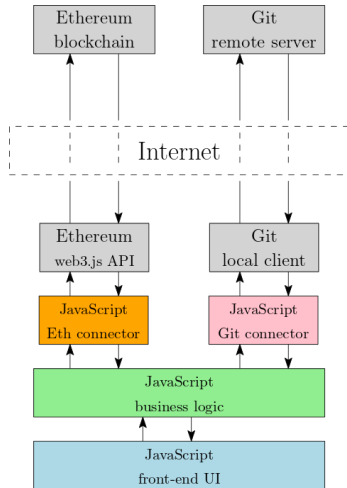 Ethereum
blockchain
Git
remote server
Internet
Ethereum
web3.js API
Git
local client
JavaScript
Eth connector
JavaScript
Git connector
JavaScript
business logic
JavaScript
front-end UI